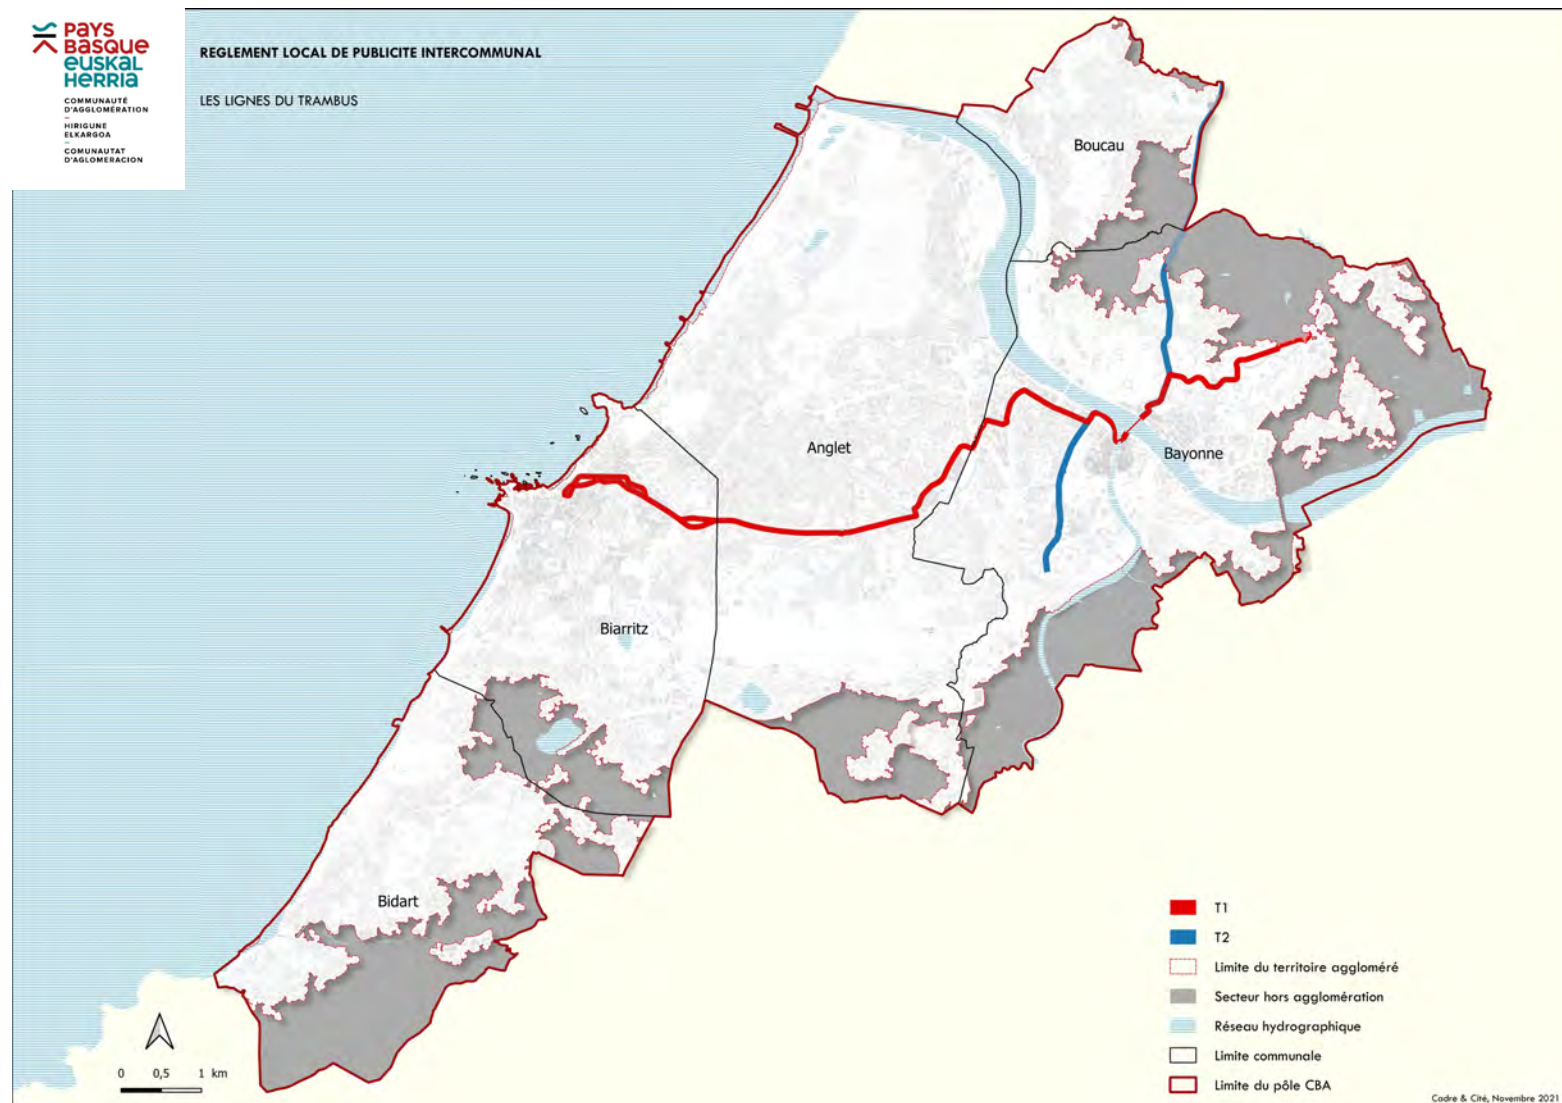 PAYS
BASQUE
EUSKAL
HERRIA
COMMUNAUTÉ
D'AGGLOMÉRATION
HIRIGUNE
ELKARGOA
COMUNAUTAT
D'AGLOMERACION
REGLEMENT LOCAL DE PUBLICITE INTERCOMMUNAL
LES LIGNES DU TRAMBUS
Boucau
Anglet
Bayonne
Biarritz
Bidart
T1
T2
Limite du territoire aggloméré
Secteur hors agglomération
Réseau hydrographique
Limite communale
Limite du pôle CBA
0 0,5 1 km
Cadre & Cité, Novembre 2021